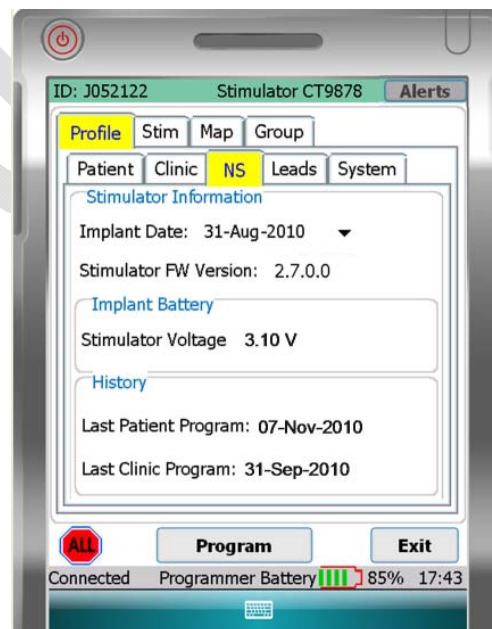 ID: J052122 Stimulator CT9878 Alerts
Profile Stim Map Group
Patient Clinic NS Leads System
Stimulator Information
Implant Date: 31-Aug-2010
Stimulator FW Version: 2.7.0.0
Implant Battery
Stimulator Voltage 3.10 V
History
Last Patient Program: 07-Nov-2010
Last Clinic Program: 31-Sep-2010
ALL Program Exit
Connected Programmer Battery 85% 17:43